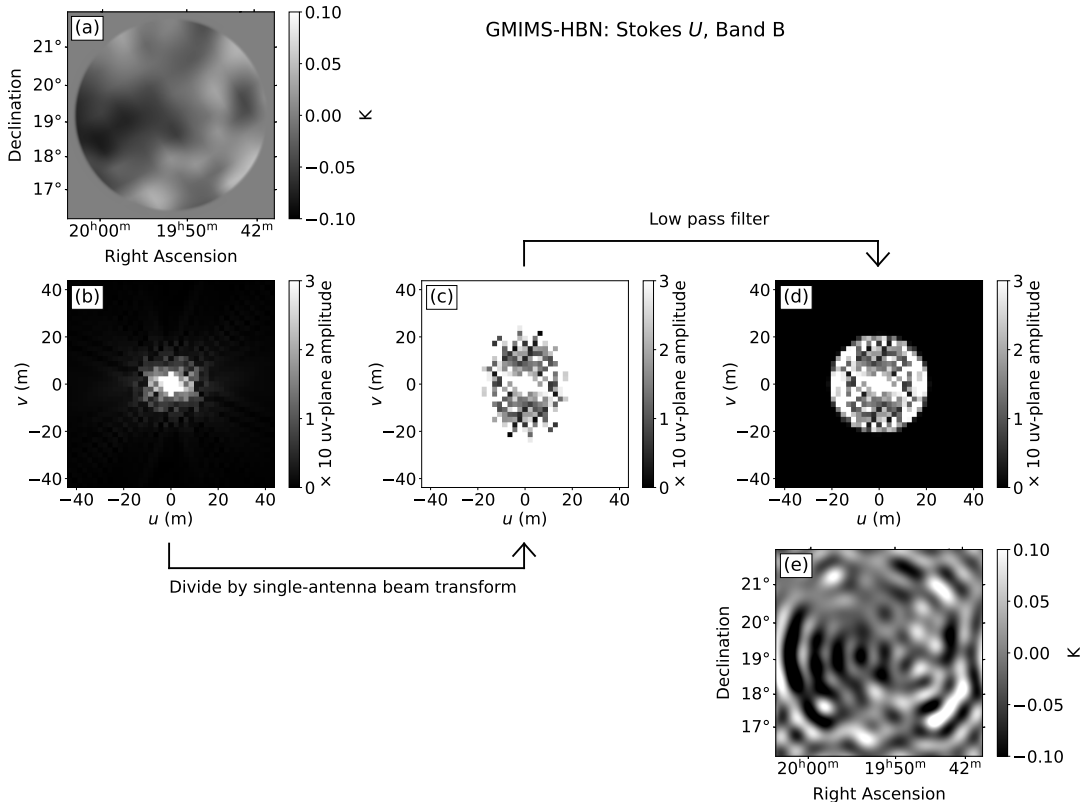 GMIMS-HBN: Stokes U, Band B
(a)
21°
20°
19°
18°
17°
Declination
20ʰ00ᵐ 19ʰ50ᵐ 42ᵐ
Right Ascension
0.10
0.05
0.00
−0.05
−0.10
K
Low pass filter
(b)
40
20
0
−20
−40
v (m)
−40 −20 0 20 40
u (m)
3
2
1
0
× 10 uv-plane amplitude
(c)
40
20
0
−20
−40
v (m)
−40 −20 0 20 40
u (m)
3
2
1
0
× 10 uv-plane amplitude
(d)
40
20
0
−20
−40
v (m)
−40 −20 0 20 40
u (m)
3
2
1
0
× 10 uv-plane amplitude
Divide by single-antenna beam transform
(e)
21°
20°
19°
18°
17°
Declination
20ʰ00ᵐ 19ʰ50ᵐ 42ᵐ
Right Ascension
0.10
0.05
0.00
−0.05
−0.10
K